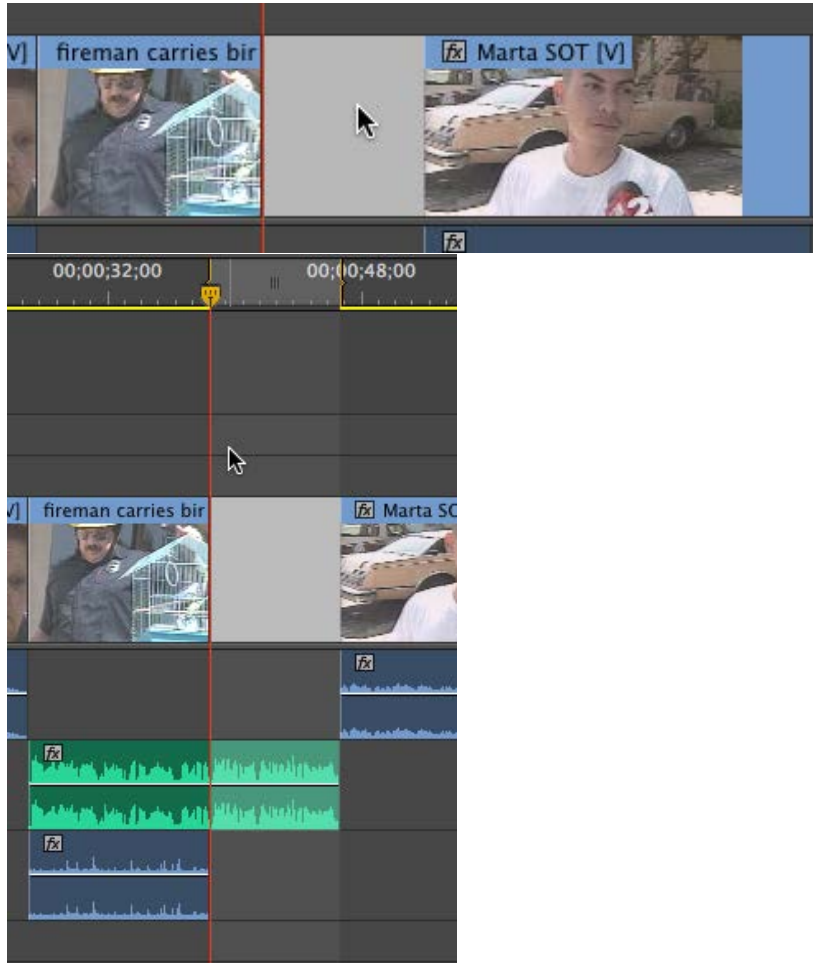 V] fireman carries bir fx Marta SOT [V]
fx
00;00;32;00 00;00;48;00
V] fireman carries bir fx Marta SO
fx
fx
fx